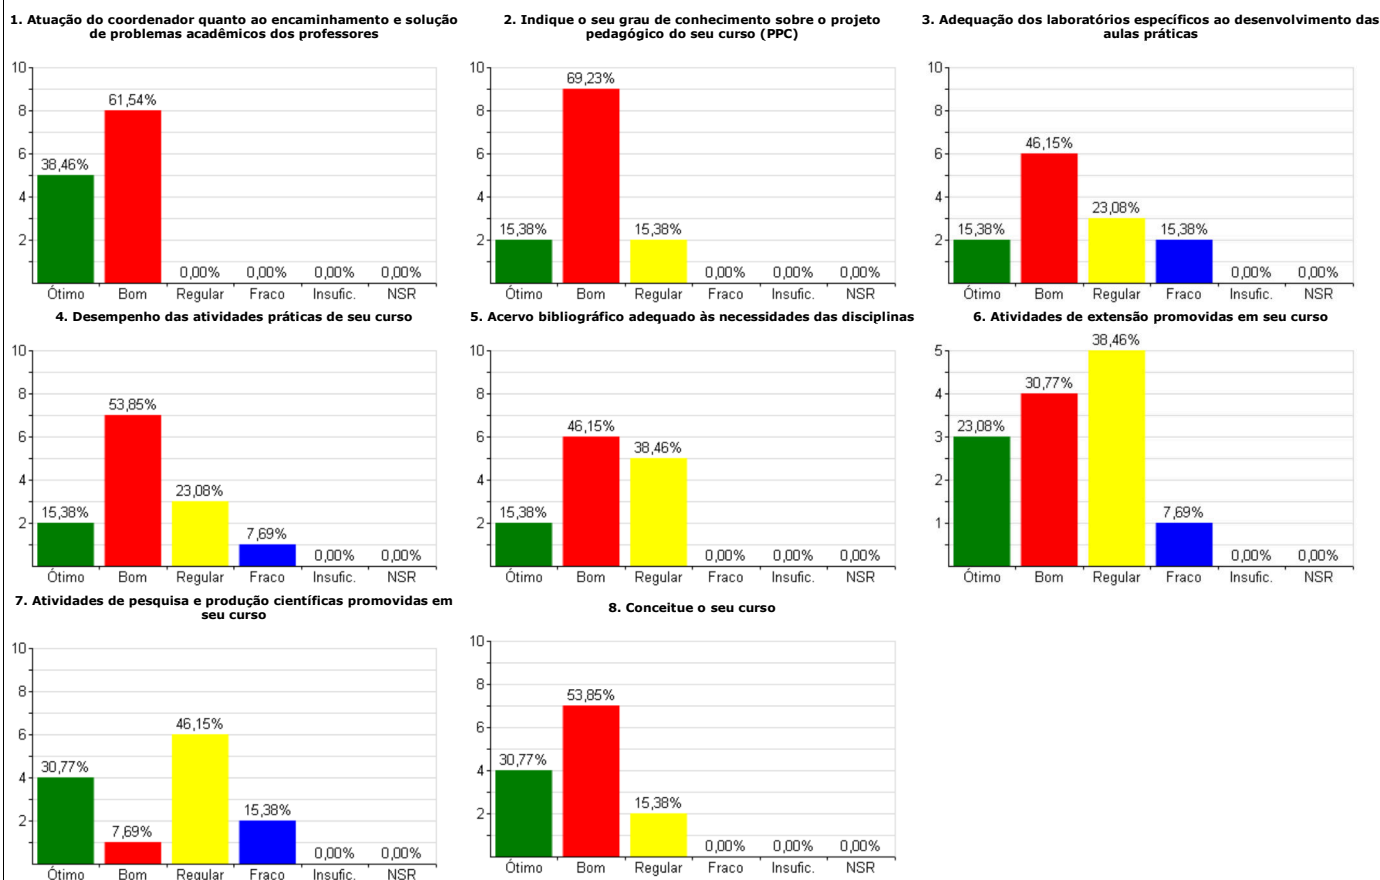 1. Atuação do coordenador quanto ao encaminhamento e solução
de problemas acadêmicos dos professores
10
8
6
4
2
38,46%
61,54%
0,00%
0,00%
0,00%
0,00%
Ótimo
Bom
Regular
Fraco
Insufic.
NSR
2. Indique o seu grau de conhecimento sobre o projeto
pedagógico do seu curso (PPC)
10
8
6
4
2
15,38%
69,23%
15,38%
0,00%
0,00%
0,00%
Ótimo
Bom
Regular
Fraco
Insufic.
NSR
3. Adequação dos laboratórios específicos ao desenvolvimento das
aulas práticas
10
8
6
4
2
15,38%
46,15%
23,08%
15,38%
0,00%
0,00%
Ótimo
Bom
Regular
Fraco
Insufic.
NSR
4. Desempenho das atividades práticas de seu curso
10
8
6
4
2
15,38%
53,85%
23,08%
7,69%
0,00%
0,00%
Ótimo
Bom
Regular
Fraco
Insufic.
NSR
5. Acervo bibliográfico adequado às necessidades das disciplinas
10
8
6
4
2
15,38%
46,15%
38,46%
0,00%
0,00%
0,00%
Ótimo
Bom
Regular
Fraco
Insufic.
NSR
6. Atividades de extensão promovidas em seu curso
5
4
3
2
1
23,08%
30,77%
38,46%
7,69%
0,00%
0,00%
Ótimo
Bom
Regular
Fraco
Insufic.
NSR
7. Atividades de pesquisa e produção científicas promovidas em
seu curso
10
8
6
4
2
30,77%
7,69%
46,15%
15,38%
0,00%
0,00%
Ótimo
Bom
Regular
Fraco
Insufic.
NSR
8. Conceitue o seu curso
10
8
6
4
2
30,77%
53,85%
15,38%
0,00%
0,00%
0,00%
Ótimo
Bom
Regular
Fraco
Insufic.
NSR